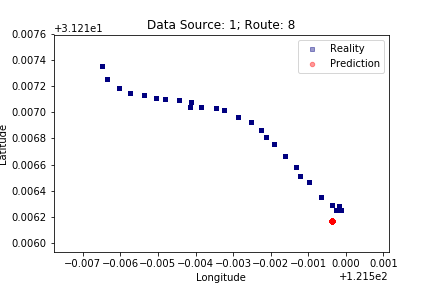 Data Source: 1; Route: 8
+3.121e1
0.0076
0.0074
0.0072
0.0070
0.0068
0.0066
0.0064
0.0062
0.0060
Latitude
Reality
Prediction
−0.007 −0.006 −0.005 −0.004 −0.003 −0.002 −0.001 0.000 0.001
Longitude
+1.215e2